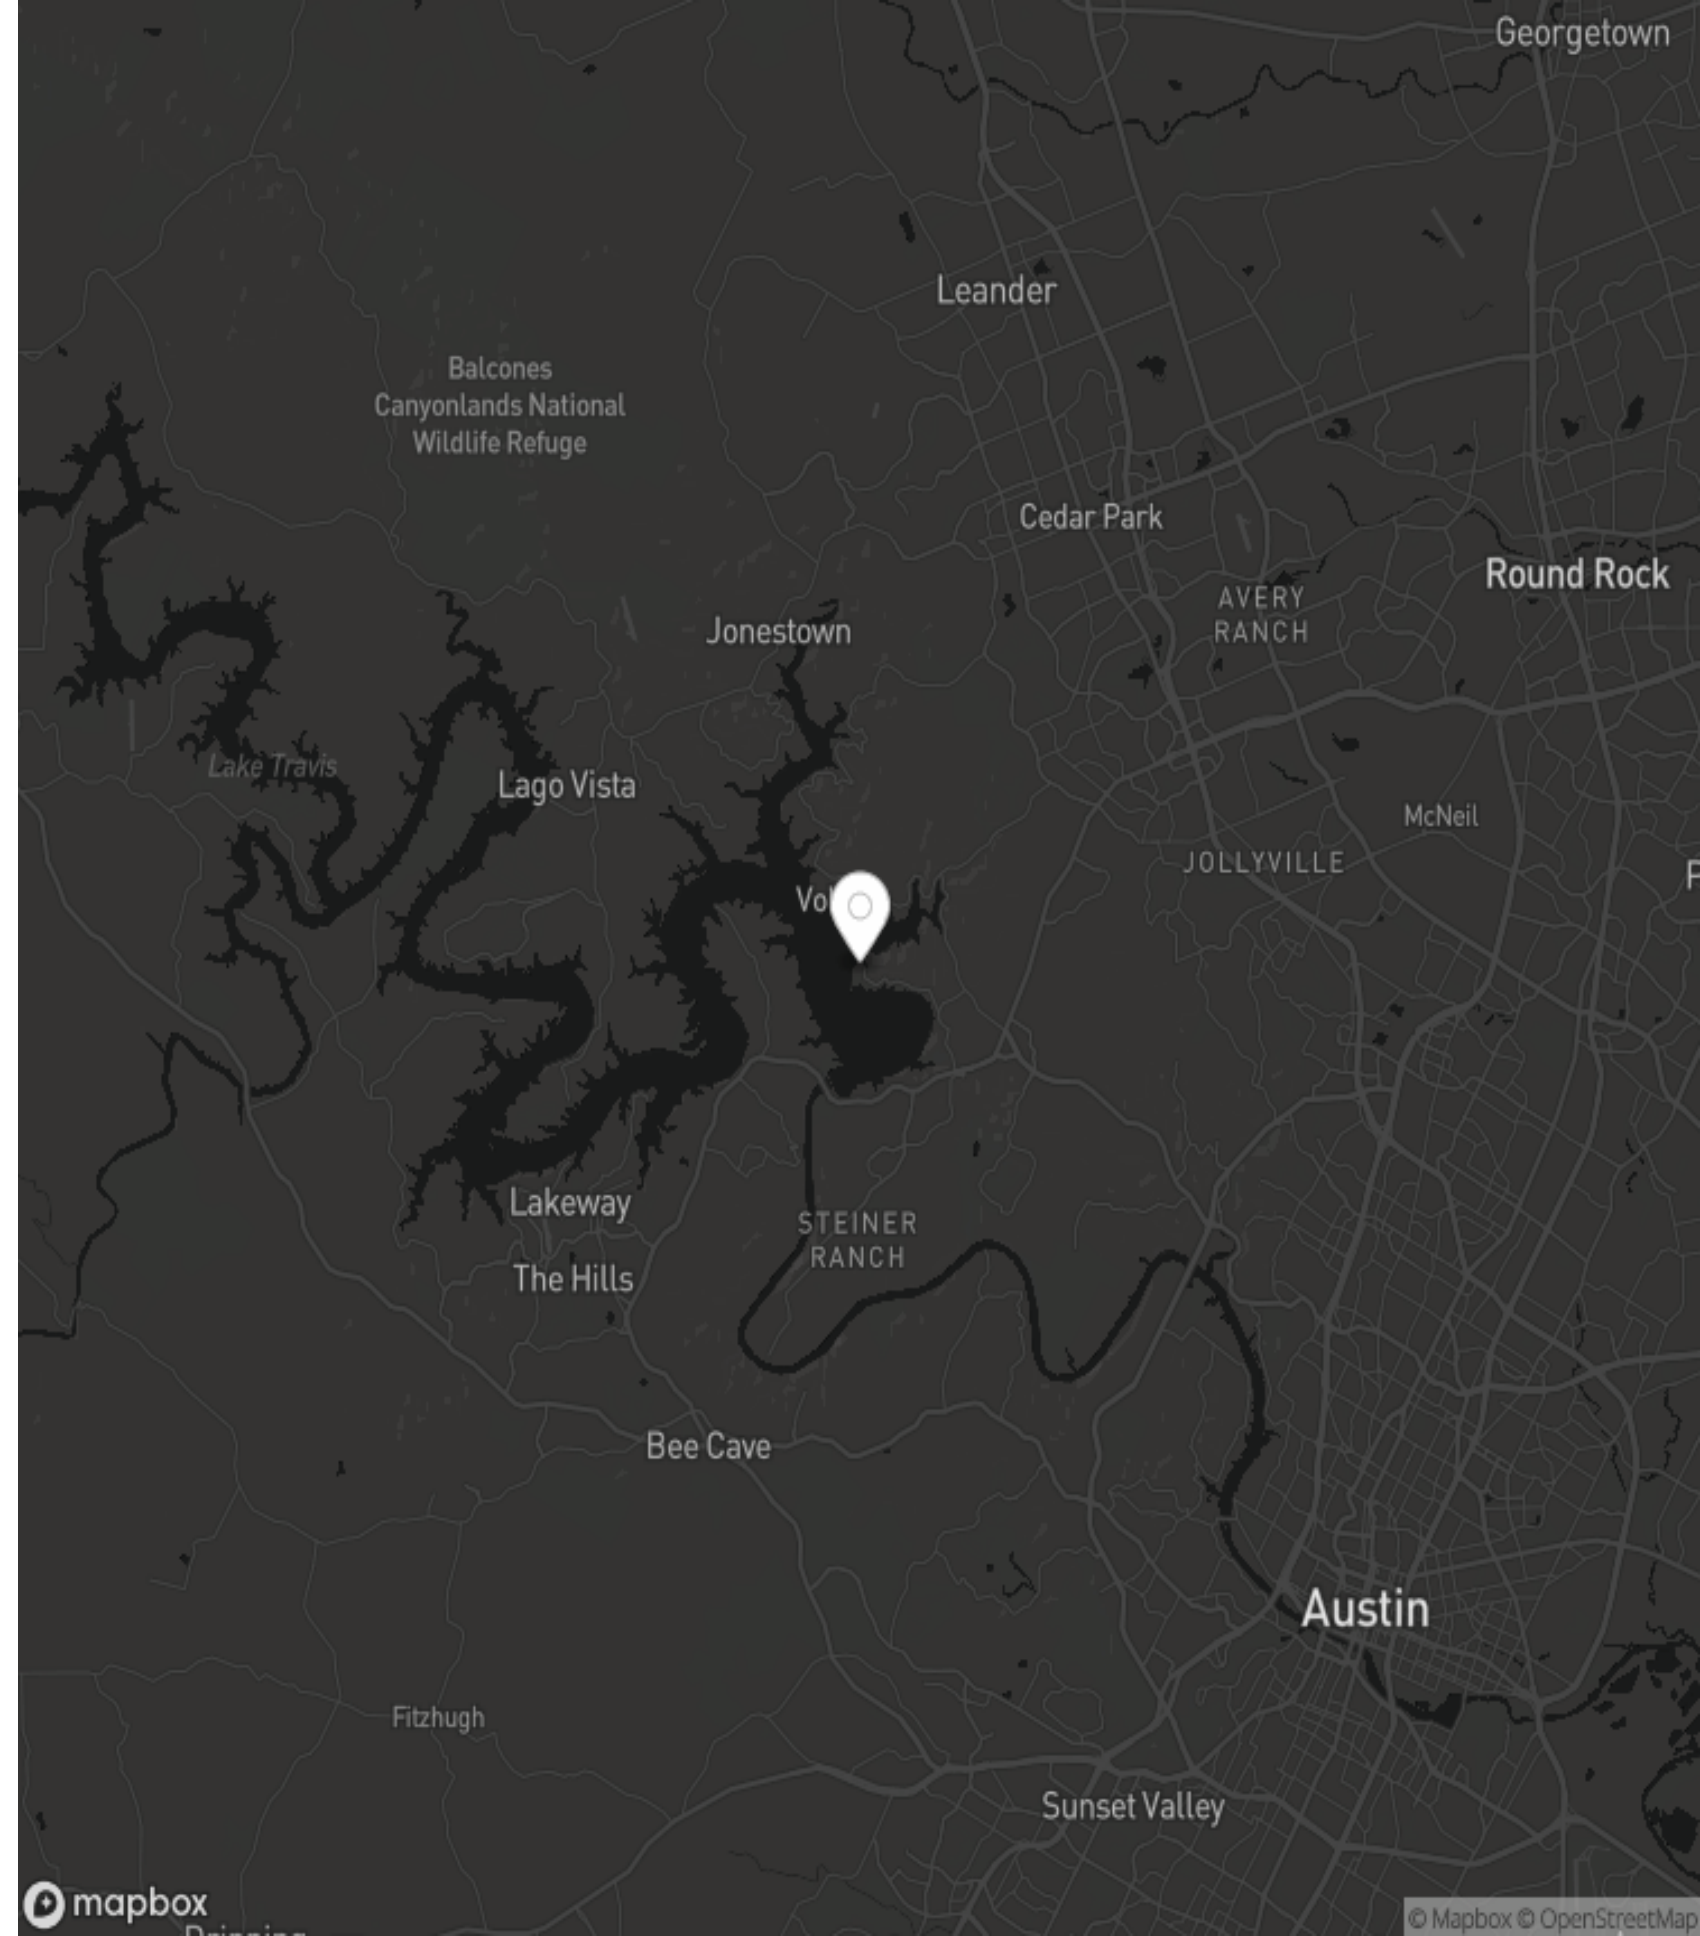 Georgetown
Leander
Balcones
Canyonlands National
Wildlife Refuge
Cedar Park
Round Rock
AVERY
RANCH
Jonestown
Lake Travis
Lago Vista
McNeil
JOLLYVILLE
Lakeway
STEINER
RANCH
The Hills
Bee Cave
Austin
Fitzhugh
Sunset Valley
mapbox
© Mapbox © OpenStreetMap